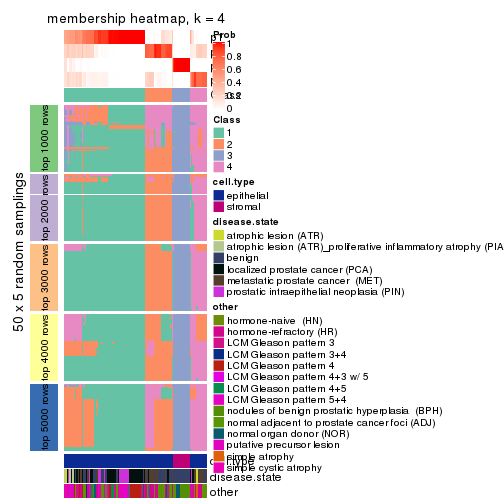 membership heatmap, k = 4
Prob
1
0.8
0.6
0.4
0.2
0
Class
1
2
3
4
cell.type
epithelial
stromal
disease.state
atrophic lesion (ATR)
atrophic lesion (ATR)_proliferative inflammatory atrophy (PIA
benign
localized prostate cancer (PCA)
metastatic prostate cancer (MET)
prostatic intraepithelial neoplasia (PIN)
other
hormone-naive (HN)
hormone-refractory (HR)
LCM Gleason pattern 3
LCM Gleason pattern 3+4
LCM Gleason pattern 4
LCM Gleason pattern 4+3 w/ 5
LCM Gleason pattern 4+5
LCM Gleason pattern 5+4
nodules of benign prostatic hyperplasia (BPH)
normal adjacent to prostate cancer foci (ADJ)
normal organ donor (NOR)
putative precursor lesion
simple atrophy
simple cystic atrophy
50 x 5 random samplings
top 1000 rows
top 2000 rows
top 3000 rows
top 4000 rows
top 5000 rows
disease.state
other